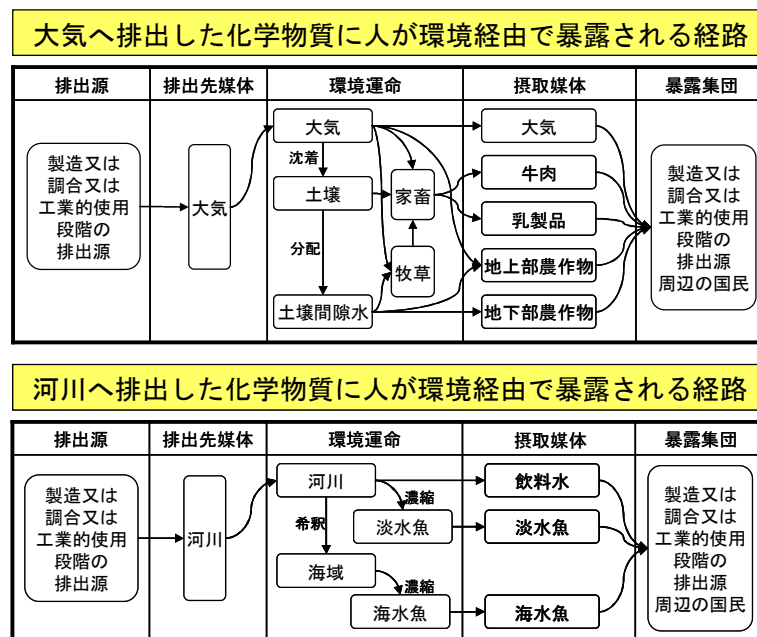 大気へ排出した化学物質に人が環境経由で暴露される経路
排出源
排出先媒体
環境運命
摂取媒体
暴露集団
製造又は
調合又は
工業的使用
段階の
排出源
大気
大気
沈着
土壌
分配
土壌間隙水
家畜
牧草
大気
牛肉
乳製品
地上部農作物
地下部農作物
製造又は
調合又は
工業的使用
段階の
排出源
周辺の国民
河川へ排出した化学物質に人が環境経由で暴露される経路
排出源
排出先媒体
環境運命
摂取媒体
暴露集団
製造又は
調合又は
工業的使用
段階の
排出源
河川
河川
濃縮
淡水魚
希釈
海域
濃縮
海水魚
飲料水
淡水魚
海水魚
製造又は
調合又は
工業的使用
段階の
排出源
周辺の国民